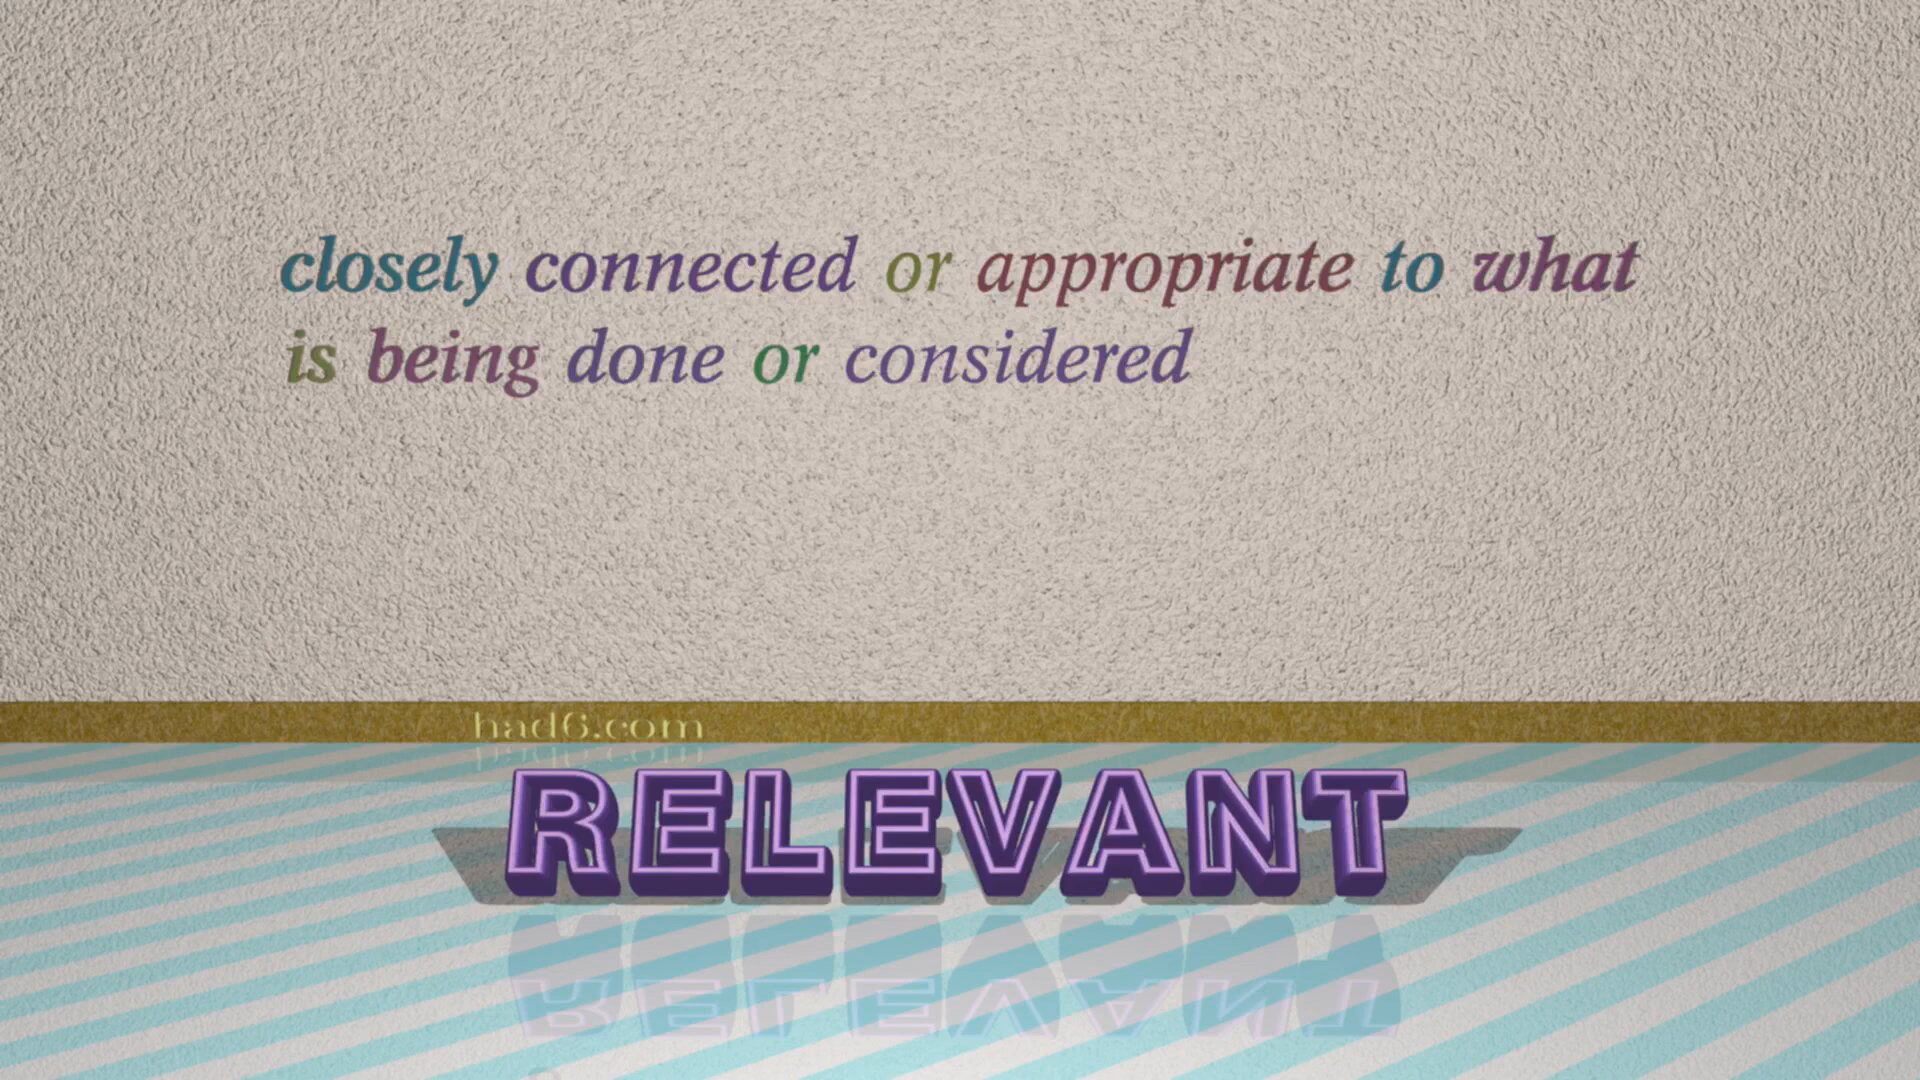 closely connected or appropriate to what
is being done or considered
had6.com
RELEVANT